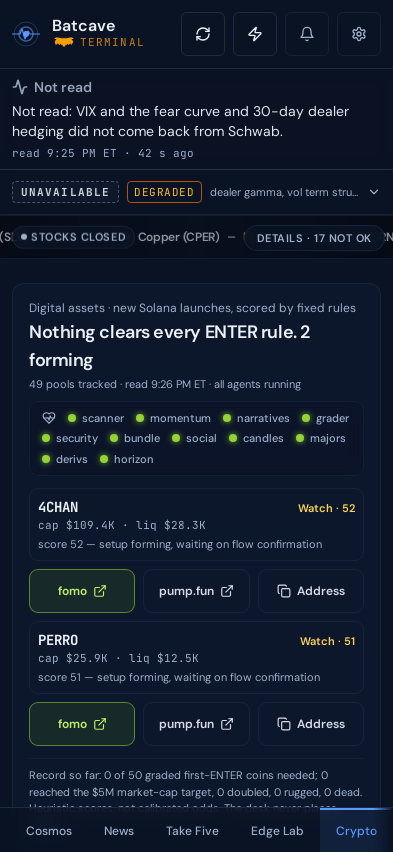 Batcave
TERMINAL
Not read
Not read: VIX and the fear curve and 30-day dealer
hedging did not come back from Schwab.
read 9:25 PM ET · 42 s ago
UNAVAILABLE DEGRADED dealer gamma, vol term stru…
STOCKS CLOSED Copper (CPER) — DETAILS · 17 NOT OK
Digital assets · new Solana launches, scored by fixed rules
Nothing clears every ENTER rule. 2
forming
49 pools tracked · read 9:26 PM ET · all agents running
scanner momentum narratives grader
security bundle social candles majors
derivs horizon
4CHAN Watch · 52
cap $109.4K · liq $28.3K
score 52 — setup forming, waiting on flow confirmation
fomo pump.fun Address
PERRO Watch · 51
cap $25.9K · liq $12.5K
score 51 — setup forming, waiting on flow confirmation
fomo pump.fun Address
Record so far: 0 of 50 graded first-ENTER coins needed; 0
reached the $5M market-cap target, 0 doubled, 0 rugged, 0 dead.
Cosmos News Take Five Edge Lab Crypto